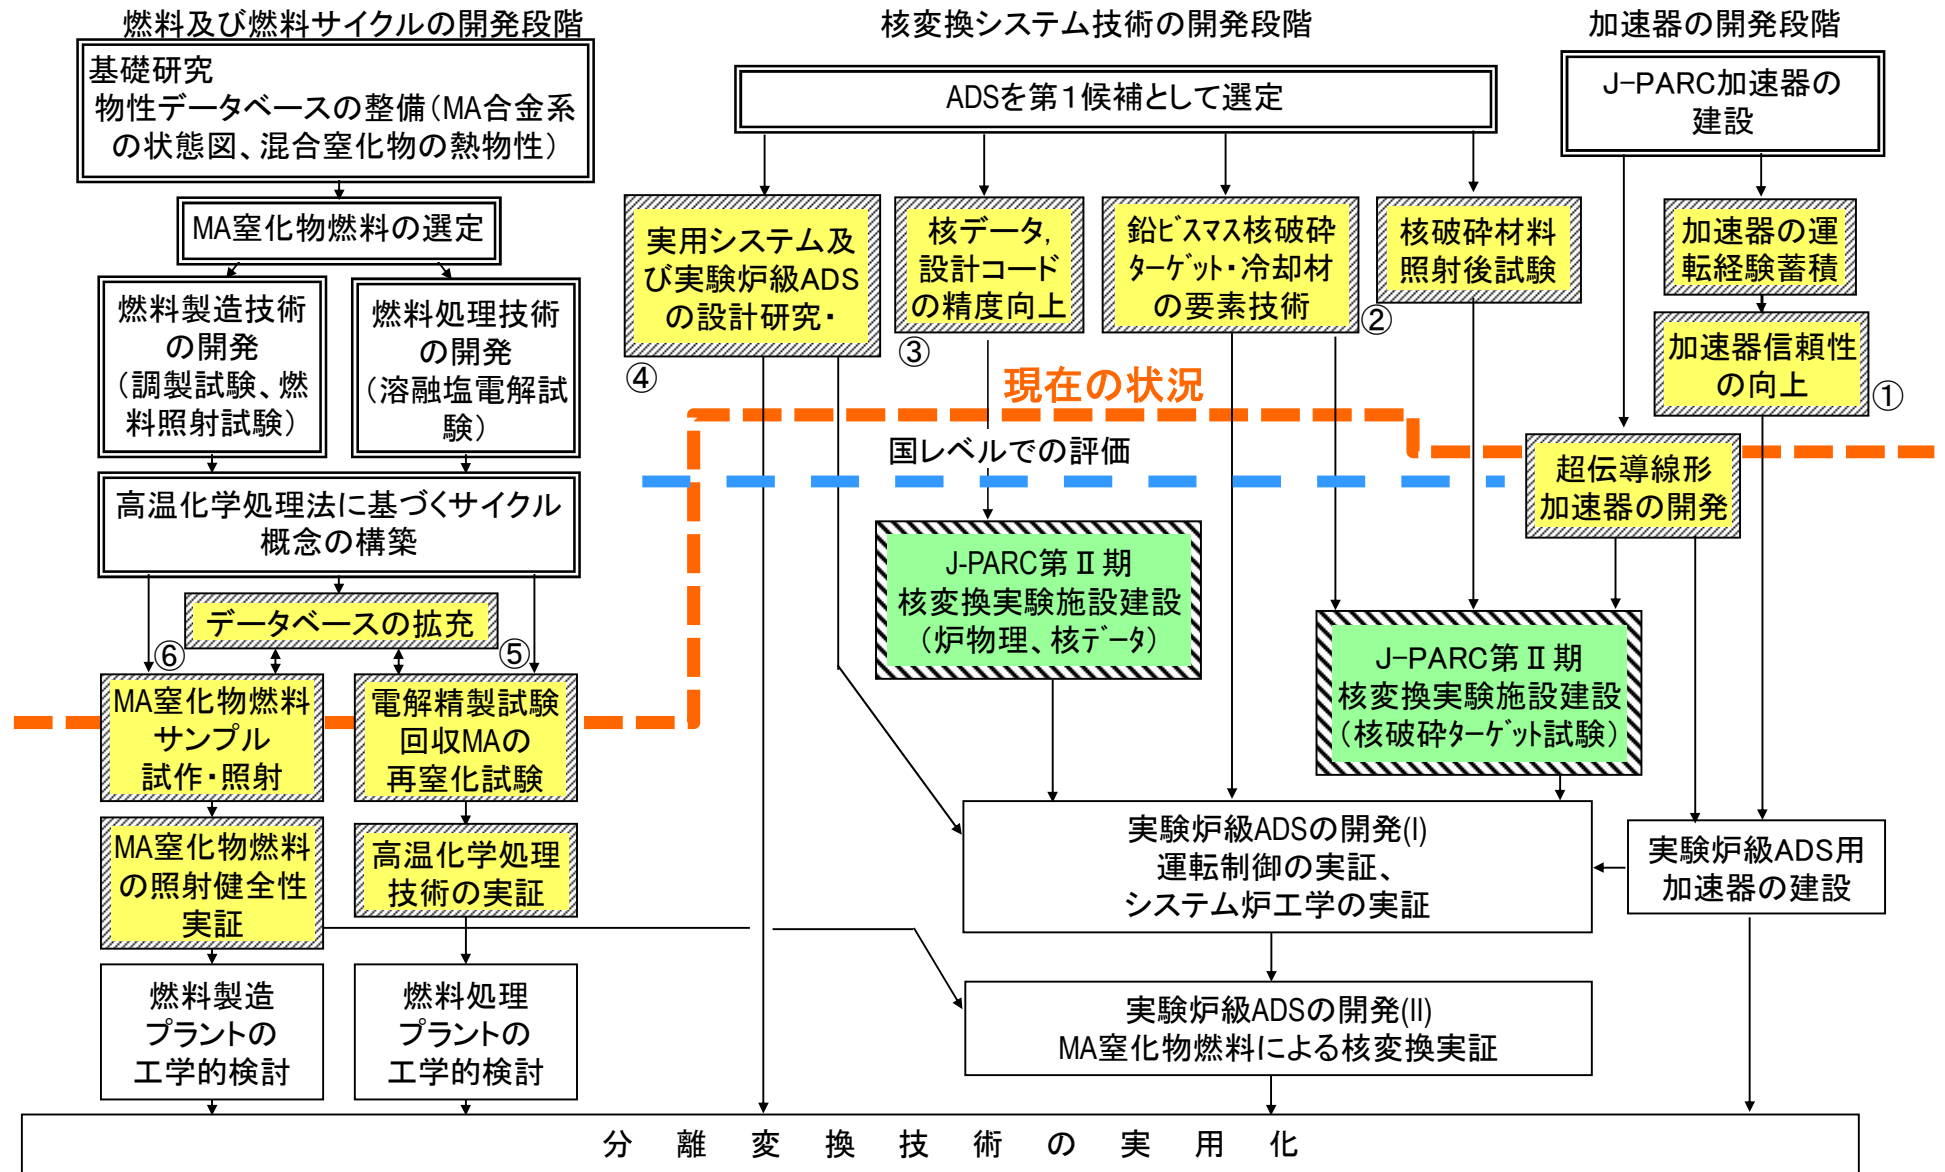 燃料及び燃料サイクルの開発段階
基礎研究
物性データベースの整備(MA合金系
の状態図、混合窒化物の熱物性)
MA窒化物燃料の選定
燃料製造技術
の開発
(調製試験、燃
料照射試験)
燃料処理技術
の開発
(溶融塩電解試
験)
高温化学処理法に基づくサイクル
概念の構築
データベースの拡充
⑥
⑤
MA窒化物燃料
サンプル
試作・照射
電解精製試験
回収MAの
再窒化試験
MA窒化物燃料
の照射健全性
実証
高温化学処理
技術の実証
燃料製造
プラントの
工学的検討
燃料処理
プラントの
工学的検討
核変換システム技術の開発段階
ADSを第1候補として選定
実用システム及
び実験炉級ADS
の設計研究・
④
核データ,
設計コード
の精度向上
③
鉛ビスマス核破砕
ターゲット・冷却材
の要素技術
②
核破砕材料
照射後試験
現在の状況
国レベルでの評価
J-PARC第Ⅱ期
核変換実験施設建設
(炉物理、核データ)
J-PARC第Ⅱ期
核変換実験施設建設
(核破砕ターゲット試験)
実験炉級ADSの開発(I)
運転制御の実証、
システム炉工学の実証
実験炉級ADSの開発(II)
MA窒化物燃料による核変換実証
加速器の開発段階
J-PARC加速器の
建設
加速器の運
転経験蓄積
加速器信頼性
の向上
①
超伝導線形
加速器の開発
実験炉級ADS用
加速器の建設
分離変換技術の実用化